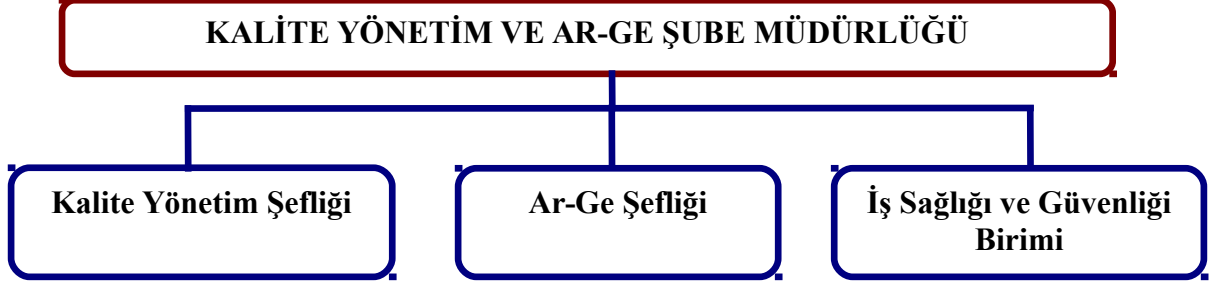 KALİTE YÖNETİM VE AR-GE ŞUBE MÜDÜRLÜĞÜ
Kalite Yönetim Şefliği
Ar-Ge Şefliği
İş Sağlığı ve Güvenliği
Birimi